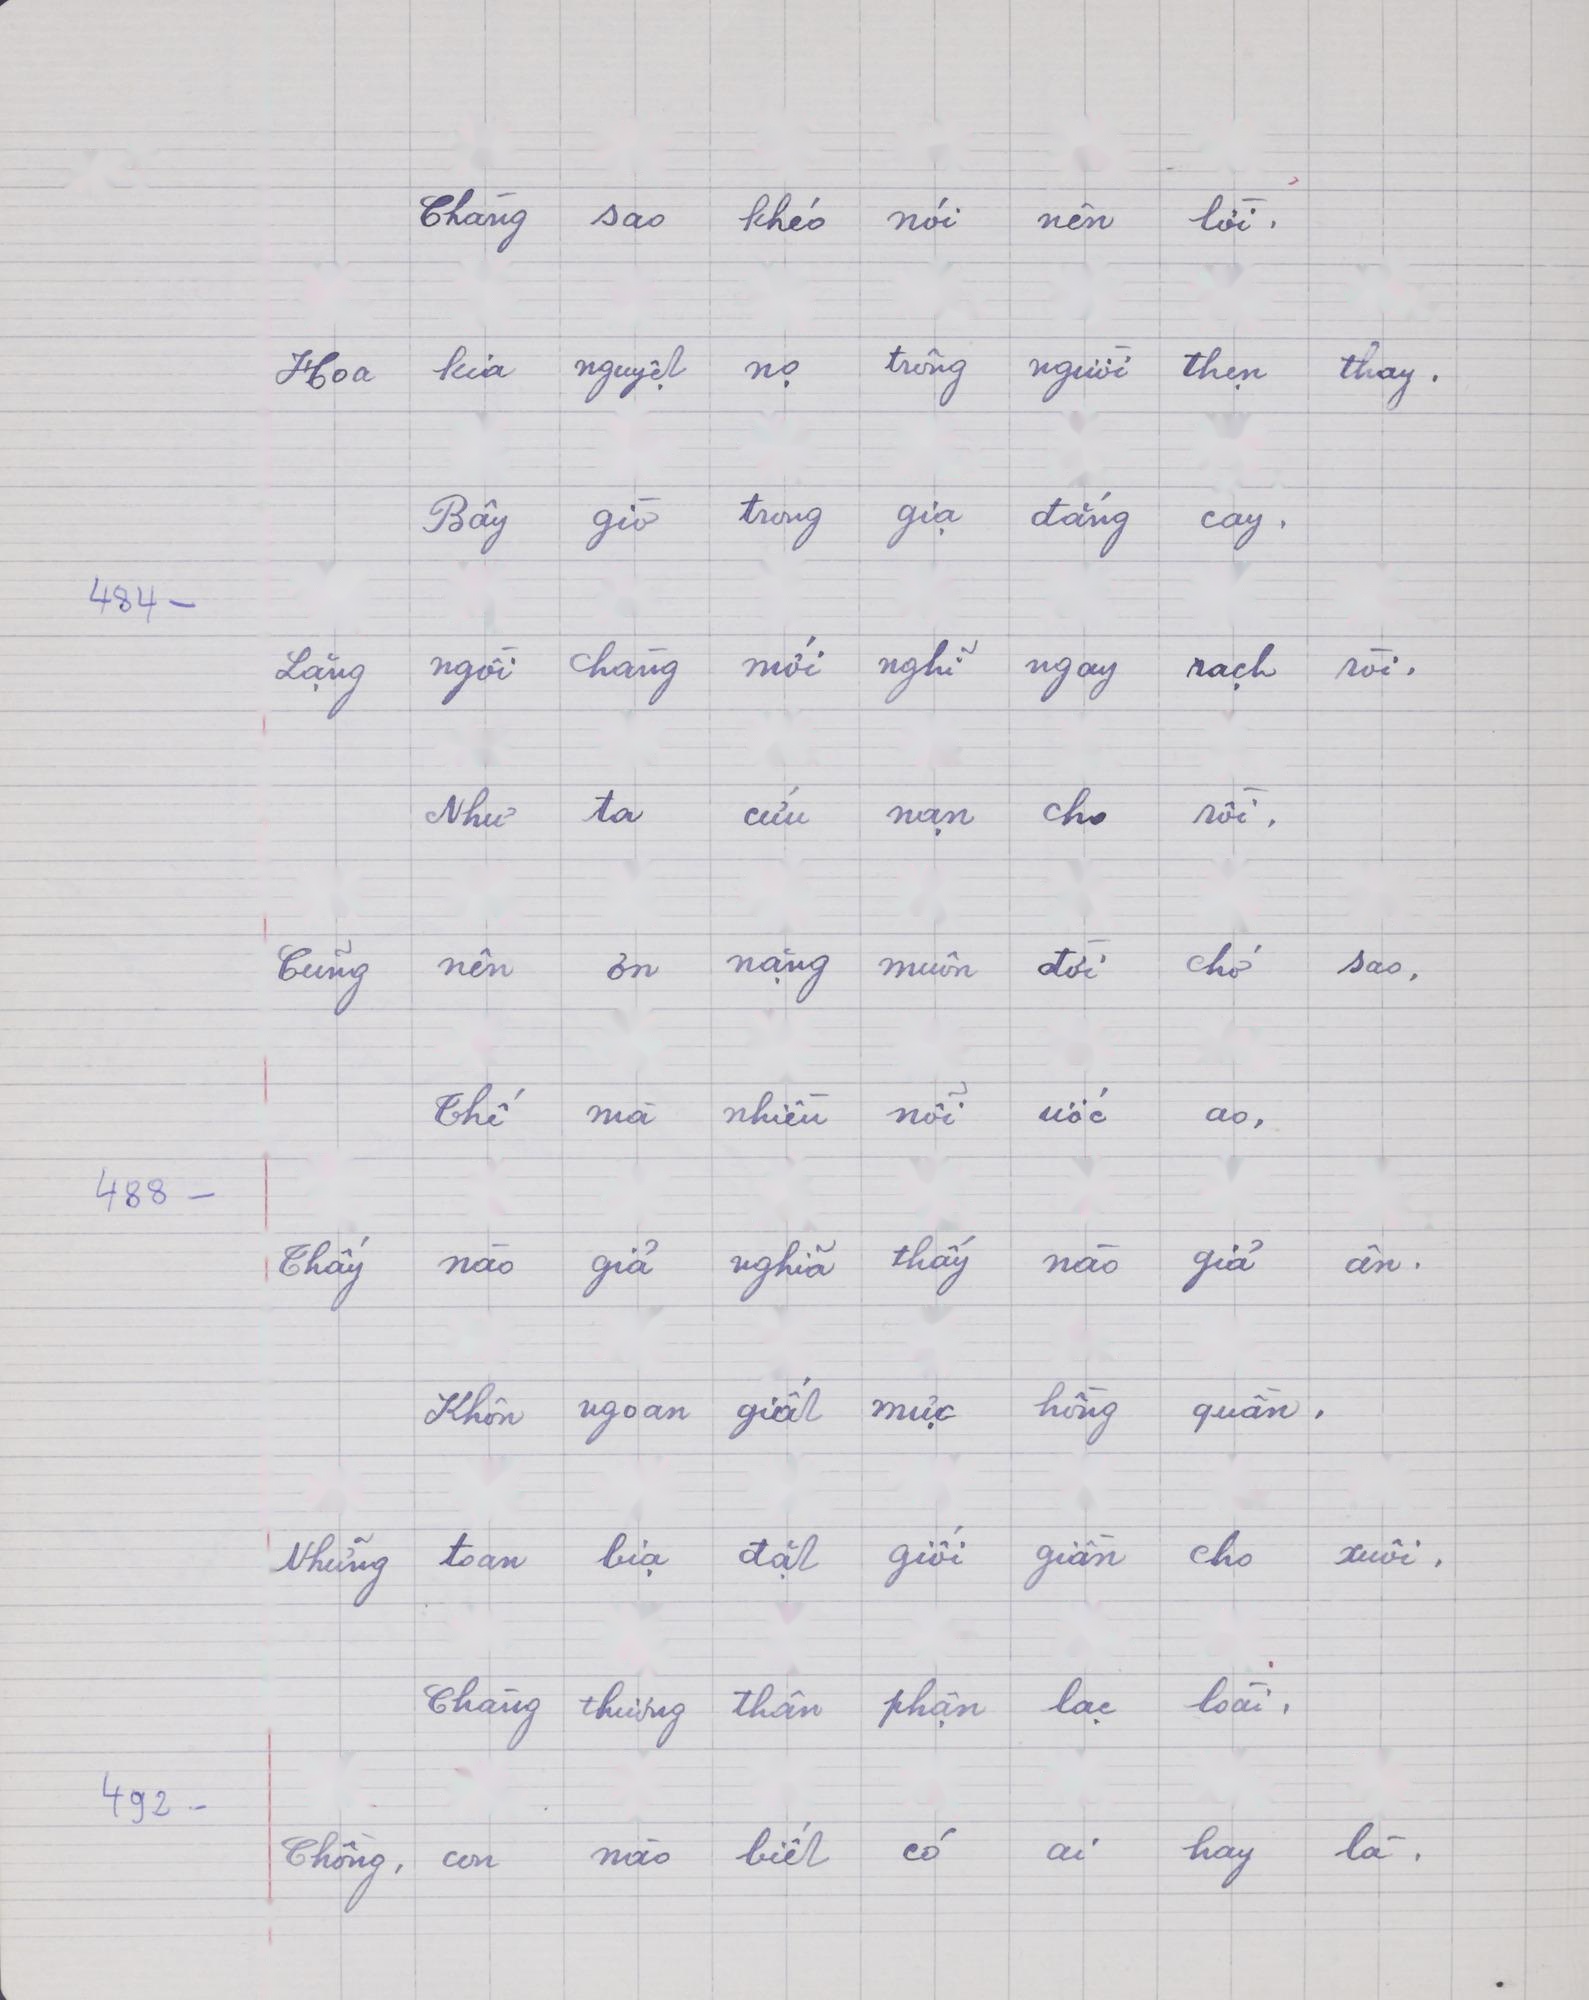 Chàng sao khéo nói nên lời.
Hoa kia nguyệt nọ trông người thẹn thay.
Bây giờ trong giạ đắng cay.
484 –
Lặng ngồi chàng mới nghĩ ngay rạch ròi.
Như ta cứu nạn cho rồi.
Cũng nên ơn nặng muôn đời chớ sao,
Thế mà nhiều nỗi ước ao,
488 –
Thấy nào giả nghĩa thấy nào giả ân.
Khôn ngoan giất mực hồng quần.
Những toan bịa đặt giối giăn cho xuôi.
Chàng thương thân phận lạc loài.
492 –
Chồng, con nào biết có ai hay là.